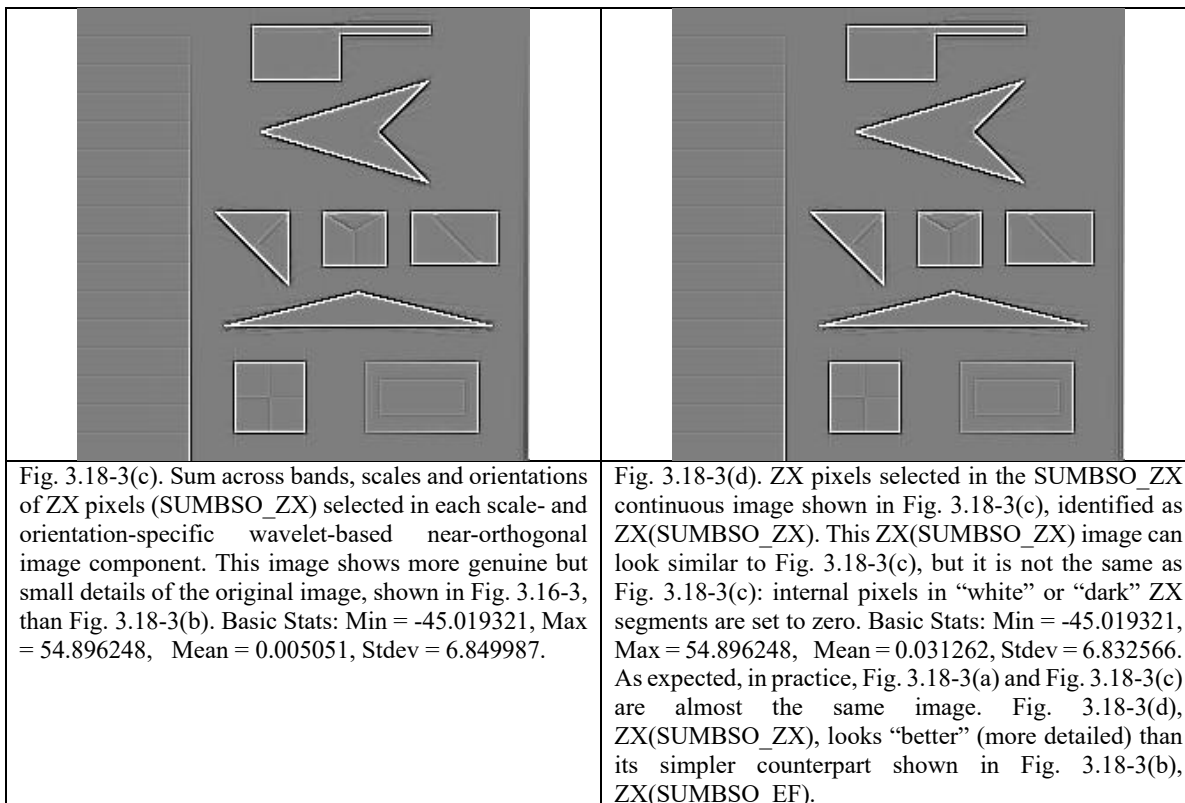 Fig. 3.18-3(c). Sum across bands, scales and orientations
of ZX pixels (SUMBSO_ZX) selected in each scale- and
orientation-specific wavelet-based near-orthogonal
image component. This image shows more genuine but
small details of the original image, shown in Fig. 3.16-3,
than Fig. 3.18-3(b). Basic Stats: Min = -45.019321, Max
= 54.896248, Mean = 0.005051, Stdev = 6.849987.
Fig. 3.18-3(d). ZX pixels selected in the SUMBSO_ZX
continuous image shown in Fig. 3.18-3(c), identified as
ZX(SUMBSO_ZX). This ZX(SUMBSO_ZX) image can
look similar to Fig. 3.18-3(c), but it is not the same as
Fig. 3.18-3(c): internal pixels in “white” or “dark” ZX
segments are set to zero. Basic Stats: Min = -45.019321,
Max = 54.896248, Mean = 0.031262, Stdev = 6.832566.
As expected, in practice, Fig. 3.18-3(a) and Fig. 3.18-3(c)
are almost the same image. Fig. 3.18-3(d),
ZX(SUMBSO_ZX), looks “better” (more detailed) than
its simpler counterpart shown in Fig. 3.18-3(b),
ZX(SUMBSO_EF).